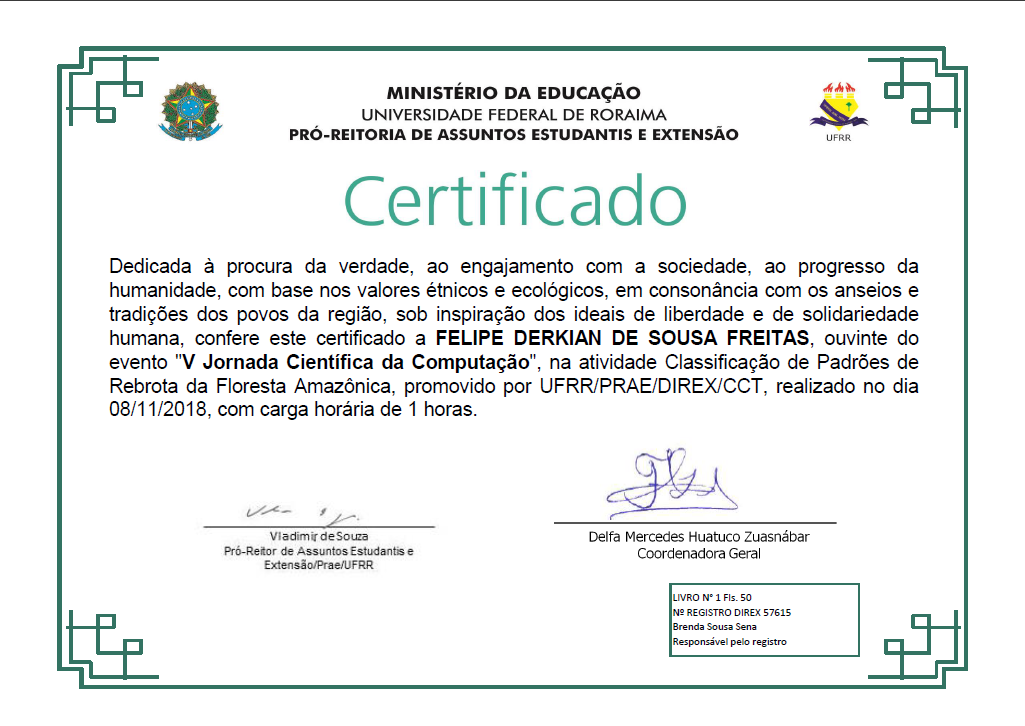 MINISTÉRIO DA EDUCAÇÃO
UNIVERSIDADE FEDERAL DE RORAIMA
PRÓ-REITORIA DE ASSUNTOS ESTUDANTIS E EXTENSÃO
UFRR
Certificado
Dedicada à procura da verdade, ao engajamento com a sociedade, ao progresso da
humanidade, com base nos valores étnicos e ecológicos, em consonância com os anseios e
tradições dos povos da região, sob inspiração dos ideais de liberdade e de solidariedade
humana, confere este certificado a FELIPE DERKIAN DE SOUSA FREITAS, ouvinte do
evento "V Jornada Científica da Computação", na atividade Classificação de Padrões de
Rebrota da Floresta Amazônica, promovido por UFRR/PRAE/DIREX/CCT, realizado no dia
08/11/2018, com carga horária de 1 horas.
Vladimir de Souza
Pró-Reitor de Assuntos Estudantis e
Extensão/Prae/UFRR
Delfa Mercedes Huatuco Zuasnábar
Coordenadora Geral
LIVRO N° 1 Fls. 50
Nº REGISTRO DIREX 57615
Brenda Sousa Sena
Responsável pelo registro